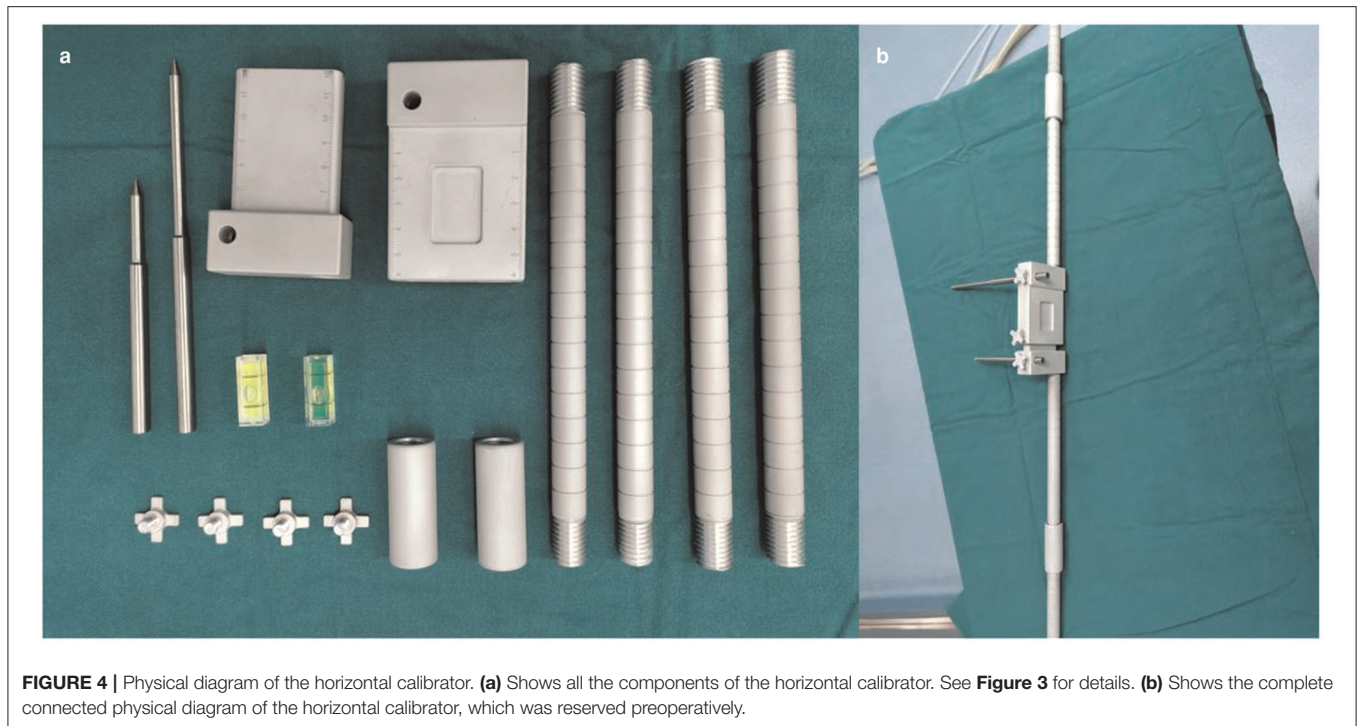 a
b
FIGURE 4 | Physical diagram of the horizontal calibrator. (a) Shows all the components of the horizontal calibrator. See Figure 3 for details. (b) Shows the complete
connected physical diagram of the horizontal calibrator, which was reserved preoperatively.